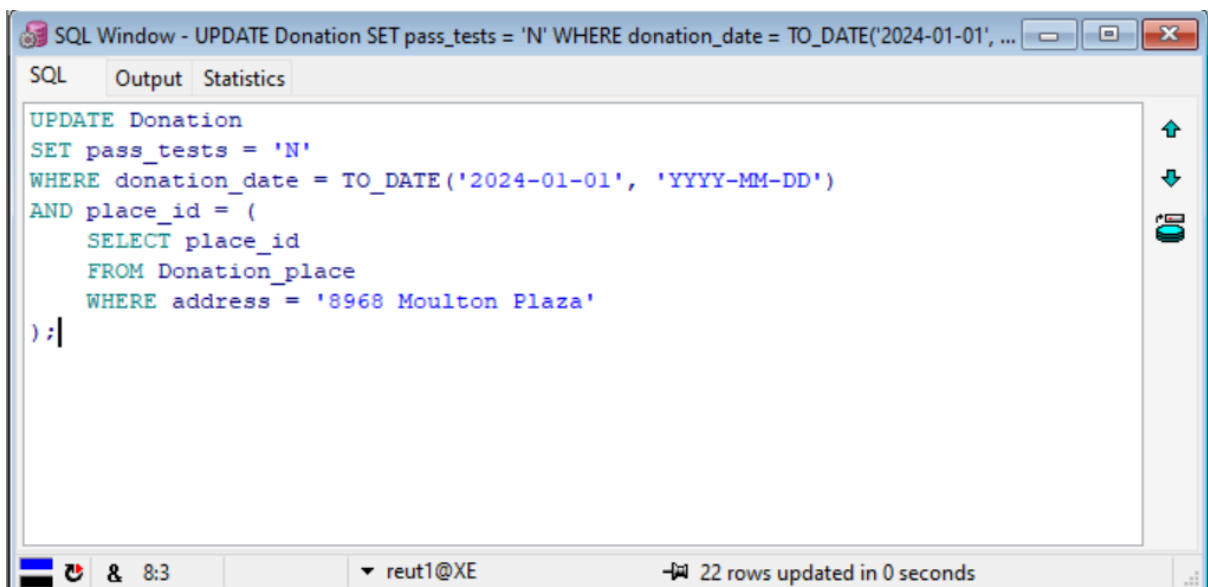 SQL Window - UPDATE Donation SET pass_tests = 'N' WHERE donation_date = TO_DATE('2024-01-01', ...
SQL Output Statistics
UPDATE Donation
SET pass_tests = 'N'
WHERE donation_date = TO_DATE('2024-01-01', 'YYYY-MM-DD')
AND place_id = (
    SELECT place_id
    FROM Donation_place
    WHERE address = '8968 Moulton Plaza'
);
& 8:3 reut1@XE 22 rows updated in 0 seconds